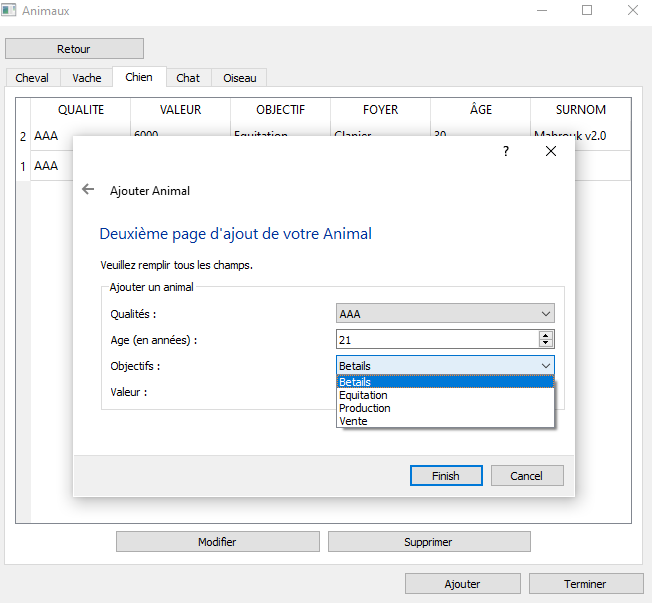 Animaux
Retour
Cheval Vache Chien Chat Oiseau
QUALITE VALEUR OBJECTIF FOYER ÂGE SURNOM
2 AAA 6000 Equitation Clapier 30 Mabrouk v2.0
1 AAA
?
Ajouter Animal
Deuxième page d'ajout de votre Animal
Veuillez remplir tous les champs.
Ajouter un animal
Qualités : AAA
Age (en années) : 21
Objectifs : Betails
Betails
Equitation
Valeur :
Production
Vente
Finish Cancel
Modifier Supprimer
Ajouter Terminer